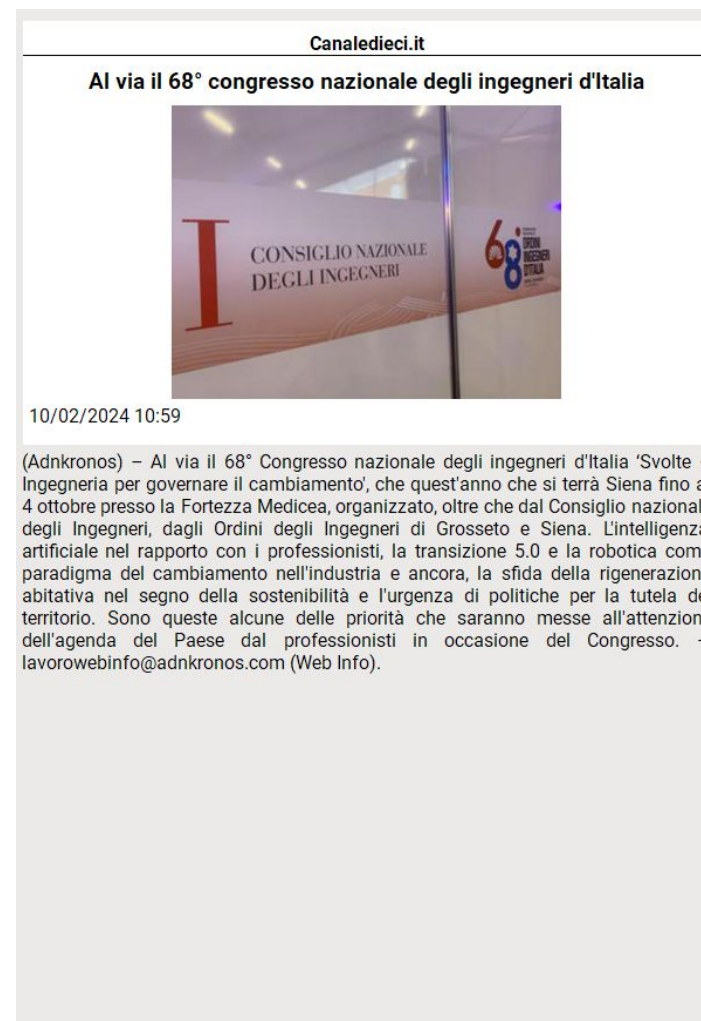 Canaledieci.it
Al via il 68° congresso nazionale degli ingegneri d'Italia
I
CONSIGLIO NAZIONALE
DEGLI INGEGNERI
68°
ORDINI
INGEGNERI
D'ITALIA
10/02/2024 10:59
(Adnkronos) – Al via il 68° Congresso nazionale degli ingegneri d'Italia ‘Svolte -
Ingegneria per governare il cambiamento', che quest'anno che si terrà Siena fino a
4 ottobre presso la Fortezza Medicea, organizzato, oltre che dal Consiglio nazional
degli Ingegneri, dagli Ordini degli Ingegneri di Grosseto e Siena. L'intelligenza
artificiale nel rapporto con i professionisti, la transizione 5.0 e la robotica com
paradigma del cambiamento nell'industria e ancora, la sfida della rigenerazion
abitativa nel segno della sostenibilità e l'urgenza di politiche per la tutela de
territorio. Sono queste alcune delle priorità che saranno messe all'attenzion
dell'agenda del Paese dal professionisti in occasione del Congresso. -
lavorowebinfo@adnkronos.com (Web Info).